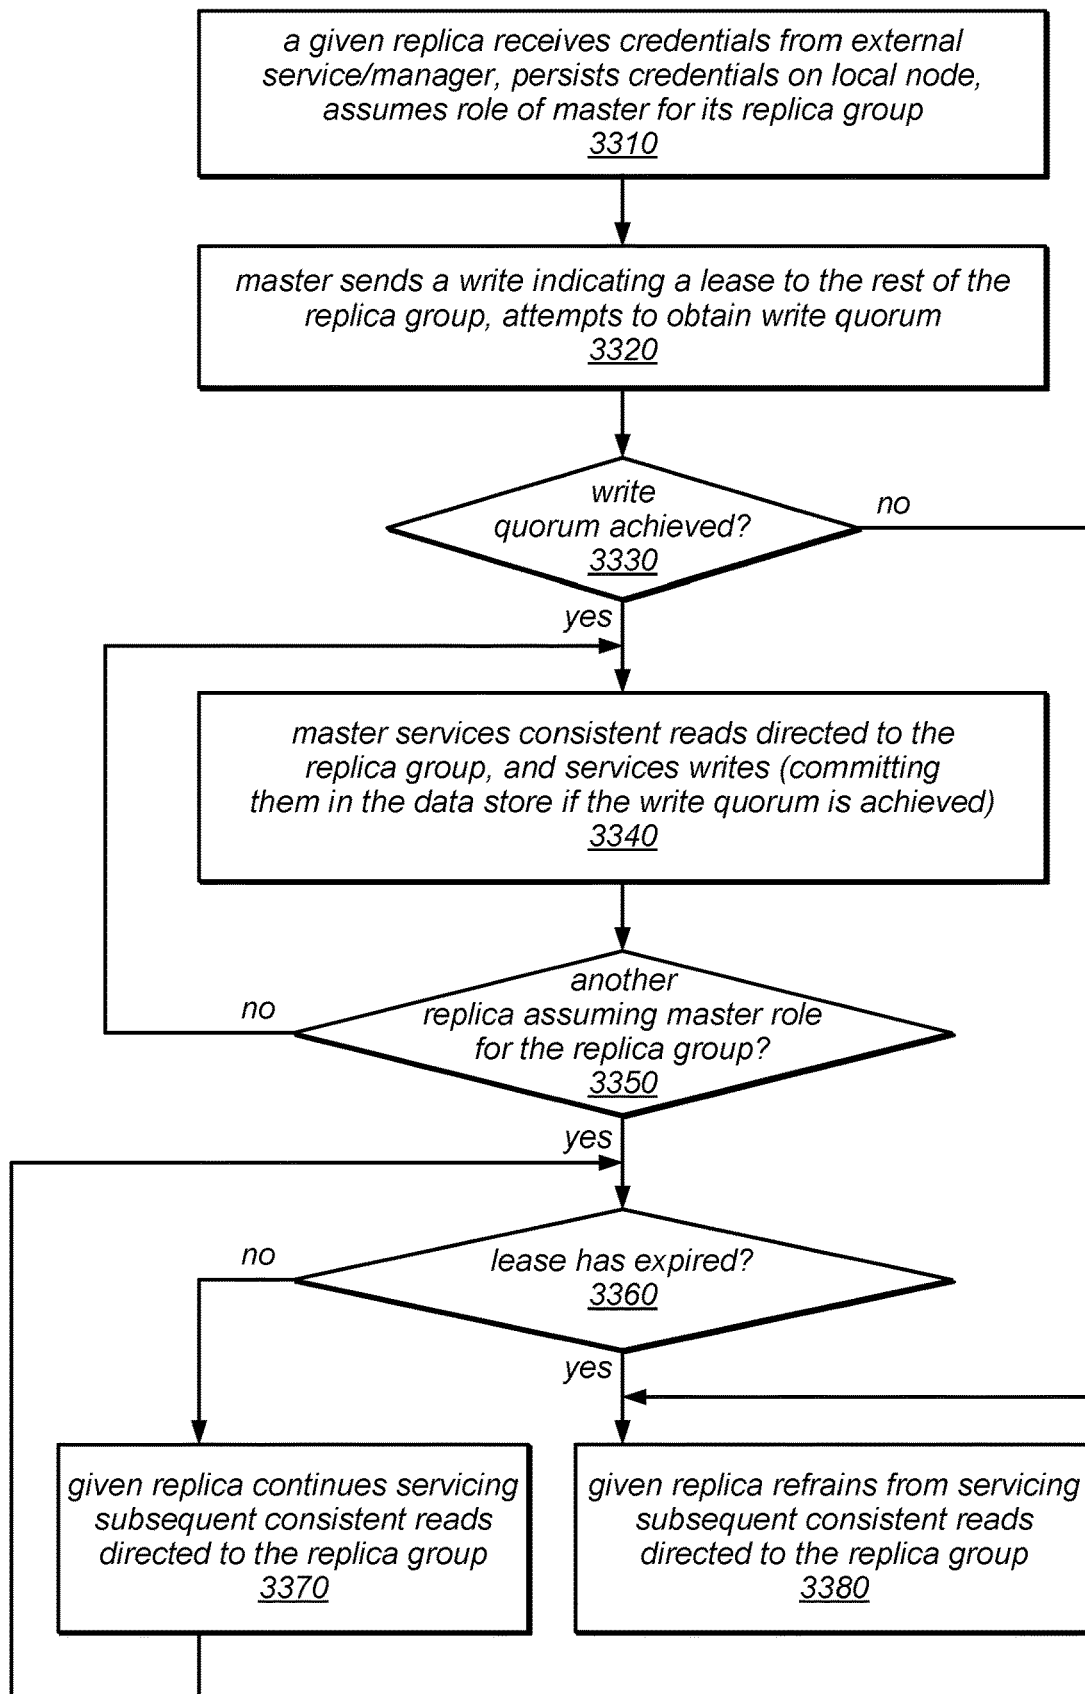 a given replica receives credentials from external
service/manager, persists credentials on local node,
assumes role of master for its replica group
3310
master sends a write indicating a lease to the rest of the
replica group, attempts to obtain write quorum
3320
write
quorum achieved?
3330
no
yes
master services consistent reads directed to the
replica group, and services writes (committing
them in the data store if the write quorum is achieved)
3340
another
replica assuming master role
for the replica group?
3350
no
yes
lease has expired?
3360
no
yes
given replica continues servicing
subsequent consistent reads
directed to the replica group
3370
given replica refrains from servicing
subsequent consistent reads
directed to the replica group
3380